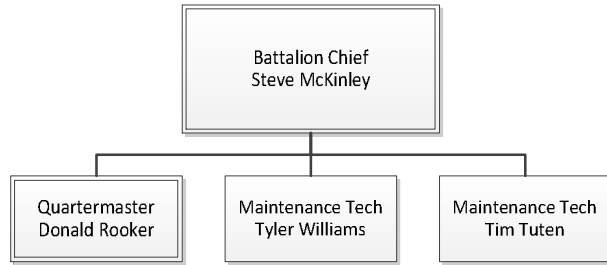 Battalion Chief
Steve McKinley
Quartermaster
Donald Rooker
Maintenance Tech
Tyler Williams
Maintenance Tech
Tim Tuten